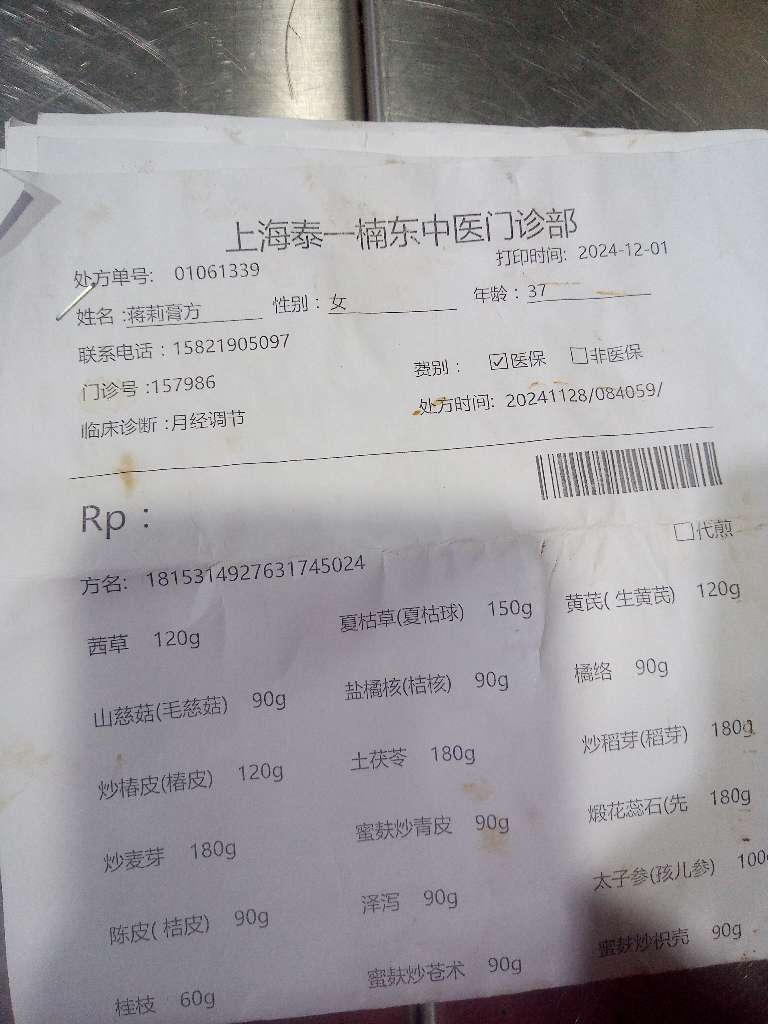 上海泰一楠东中医门诊部
处方单号: 01061339 打印时间: 2024-12-01
姓名:蒋莉膏方 性别:女 年龄:37
联系电话:15821905097 费别: ☑医保 ☐非医保
门诊号:157986 处方时间: 20241128/084059/
临床诊断:月经调节
Rp:
☐代煎
方名: 1815314927631745024
茜草 120g 夏枯草(夏枯球) 150g 黄芪( 生黄芪) 120g
山慈菇(毛慈菇) 90g 盐橘核(桔核) 90g 橘络 90g
炒椿皮(椿皮) 120g 土茯苓 180g 炒稻芽(稻芽) 180g
炒麦芽 180g 蜜麸炒青皮 90g 煅花蕊石(先 180g
陈皮( 桔皮) 90g 泽泻 90g 太子参(孩儿参) 100
桂枝 60g 蜜麸炒苍术 90g 蜜麸炒枳壳 90g